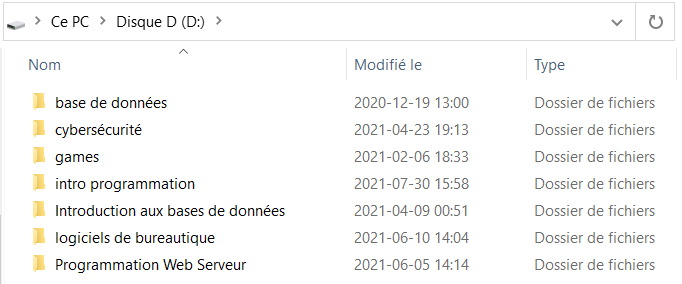 Ce PC > Disque D (D:) >
Nom Modifié le Type
base de données 2020-12-19 13:00 Dossier de fichiers
cybersécurité 2021-04-23 19:13 Dossier de fichiers
games 2021-02-06 18:33 Dossier de fichiers
intro programmation 2021-07-30 15:58 Dossier de fichiers
Introduction aux bases de données 2021-04-09 00:51 Dossier de fichiers
logiciels de bureautique 2021-06-10 14:04 Dossier de fichiers
Programmation Web Serveur 2021-06-05 14:14 Dossier de fichiers